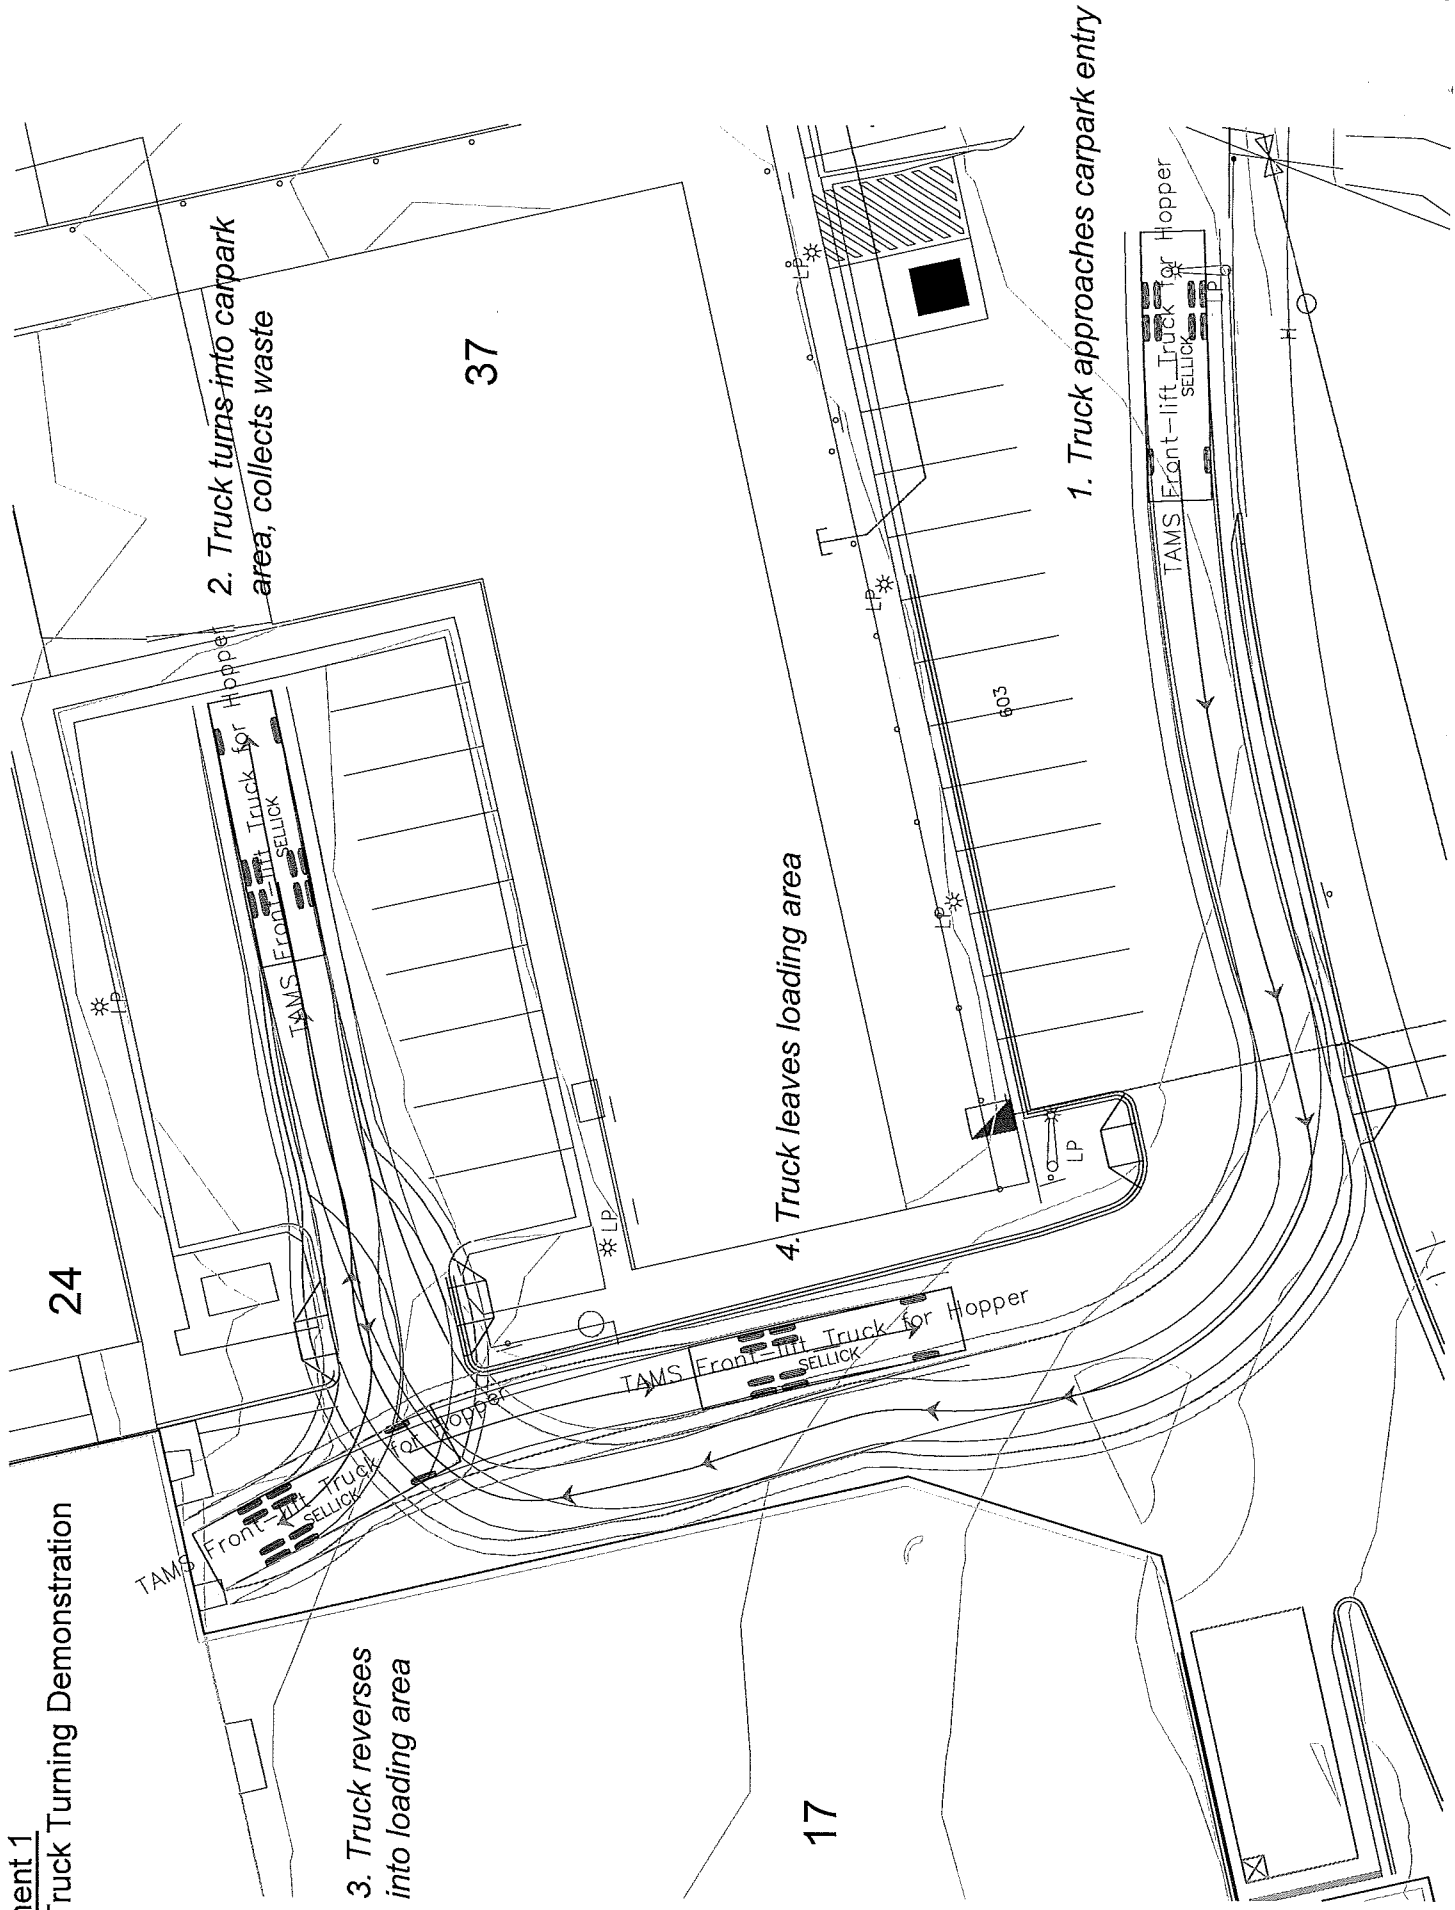 ment 1
Truck Turning Demonstration
24
2. Truck turns into carpark
area, collects waste
37
LP
TAMS Front-lift Truck for Hopper
SELLICK
LP
LP
LP
LP
603
3. Truck reverses
into loading area
TAMS Front-lift Truck for Hopper
SELLICK
LP
4. Truck leaves loading area
TAMS Front-lift Truck for Hopper
SELLICK
LP
17
1. Truck approaches carpark entry
TAMS Front-lift Truck for Hopper
SELLICK
LP
H